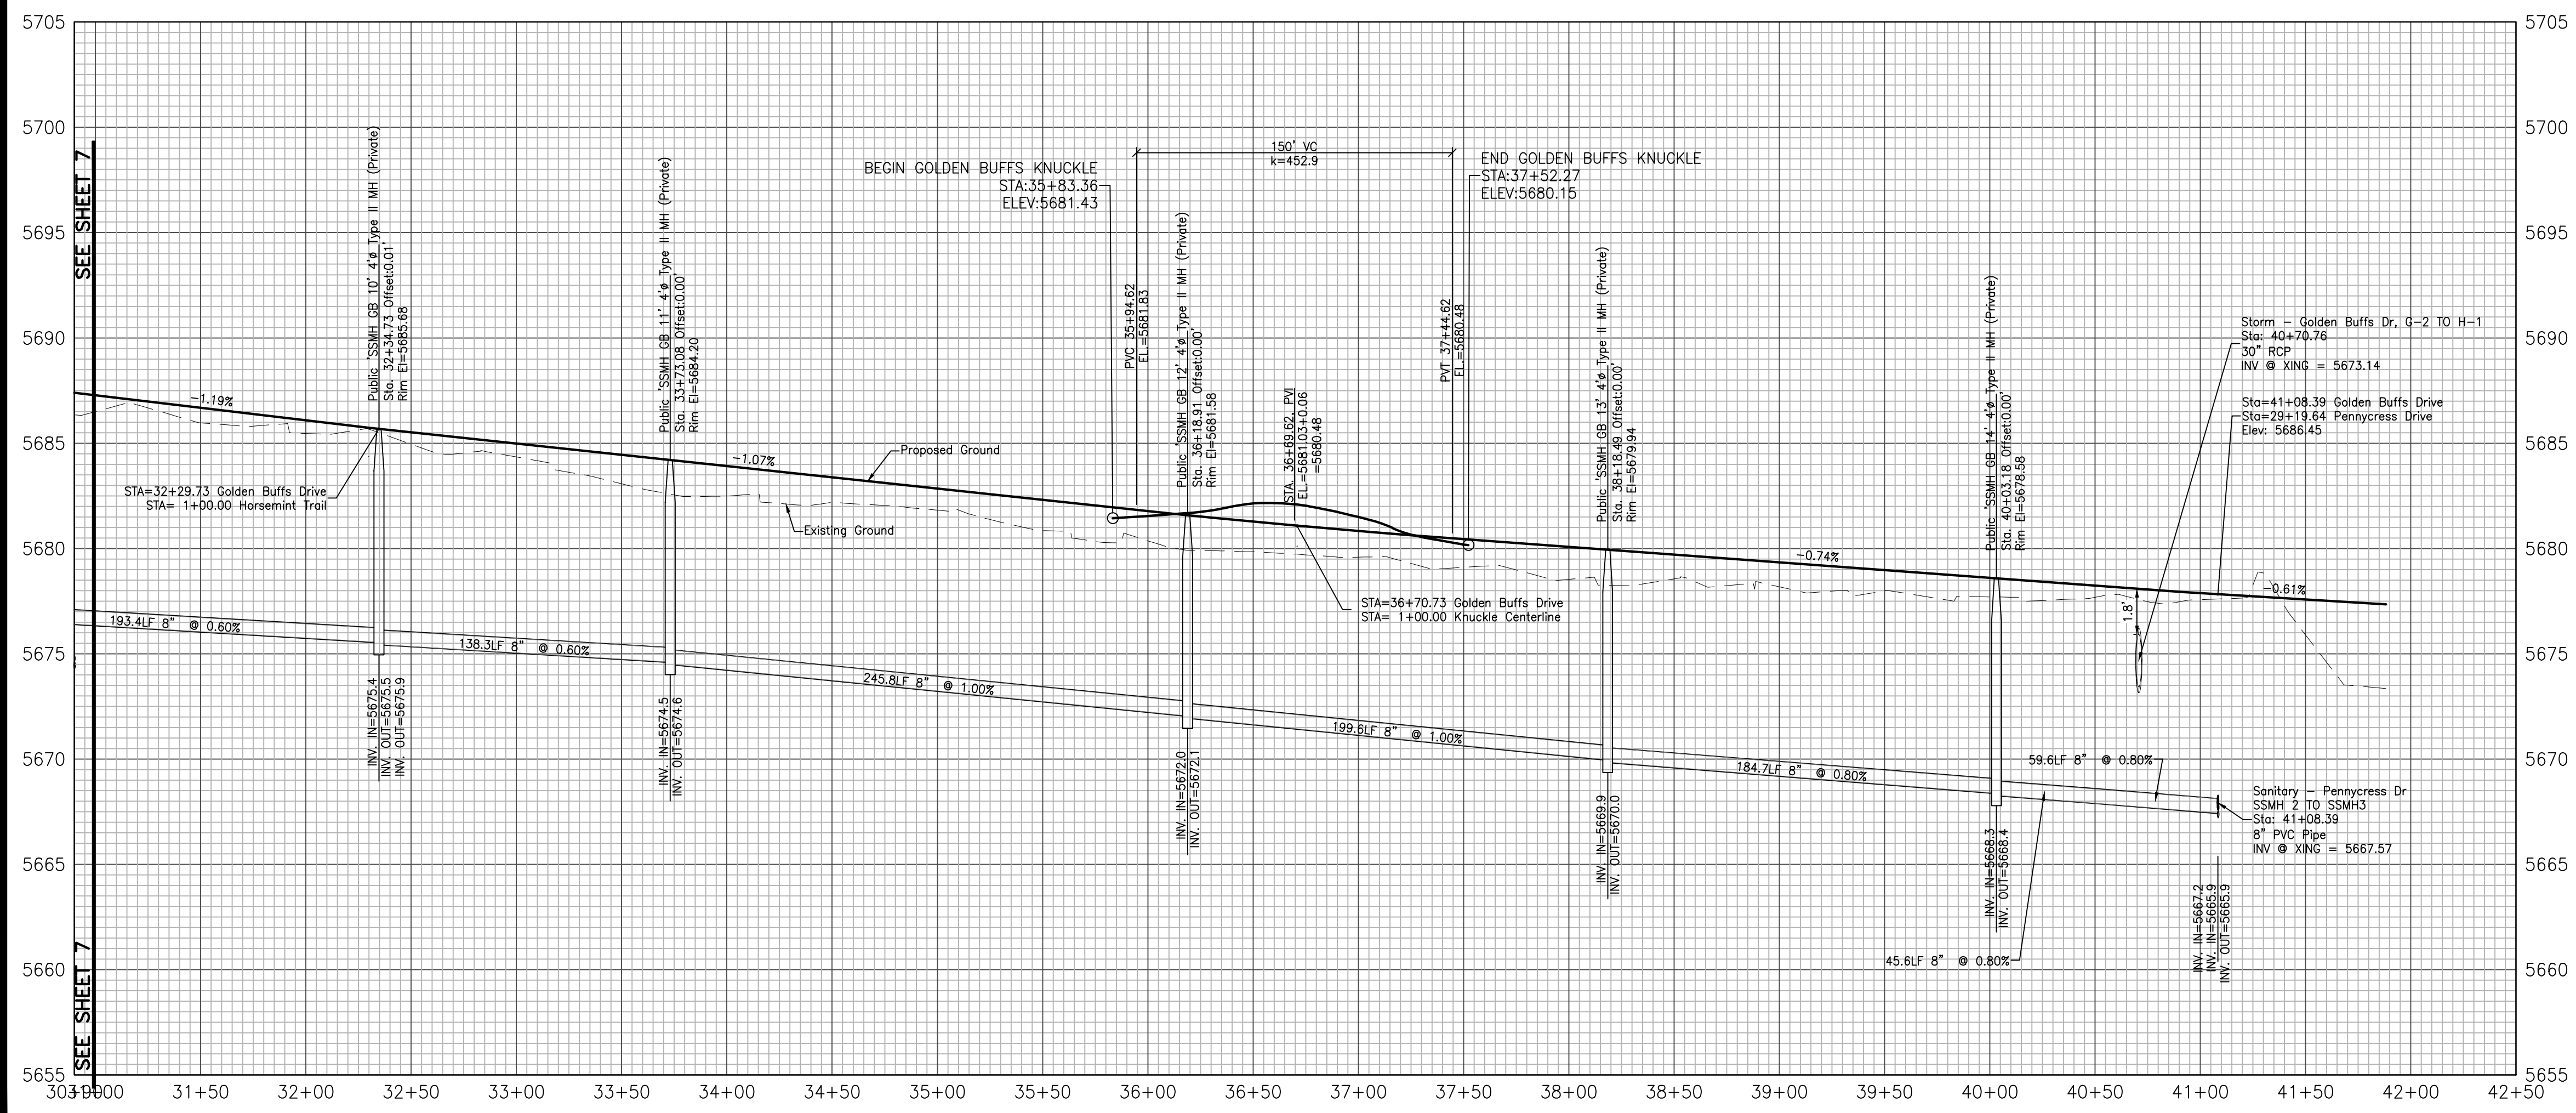 5705
5700
5695
5690
5685
5680
5675
5670
5665
5660
5655
5705
5700
5695
5690
5685
5680
5675
5670
5665
5660
5655
SEE SHEET 7
SEE SHEET 7
-1.19%
Public 'SSMH GB 10' 4'ø Type II MH (Private)
Sta. 32+34.73 Offset:0.01'
Rim El=5685.68
STA=32+29.73 Golden Buffs Drive
STA= 1+00.00 Horsemint Trail
193.4LF 8" @ 0.60%
INV. IN=5675.4
INV. OUT=5675.5
INV. OUT=5675.9
138.3LF 8" @ 0.60%
Public 'SSMH GB 11' 4'ø Type II MH (Private)
Sta. 33+73.08 Offset:0.00'
Rim El=5684.20
-1.07%
Proposed Ground
Existing Ground
INV. IN=5674.5
INV. OUT=5674.6
245.8LF 8" @ 1.00%
BEGIN GOLDEN BUFFS KNUCKLE
STA:35+83.36
ELEV:5681.43
150' VC
k=452.9
END GOLDEN BUFFS KNUCKLE
STA:37+52.27
ELEV:5680.15
PVC 35+94.62
EL.=5681.83
Public 'SSMH GB 12' 4'ø Type II MH (Private)
Sta. 36+18.91 Offset:0.00'
Rim El=5681.58
STA. 36+69.62, PVI
EL.=5681.03+0.06
=5680.48
PVT 37+44.62
EL.=5680.48
STA=36+70.73 Golden Buffs Drive
STA= 1+00.00 Knuckle Centerline
INV. IN=5672.0
INV. OUT=5672.1
199.6LF 8" @ 1.00%
Public 'SSMH GB 13' 4'ø Type II MH (Private)
Sta. 38+18.49 Offset:0.00'
Rim El=5679.94
-0.74%
INV. IN=5669.9
INV. OUT=5670.0
184.7LF 8" @ 0.80%
Public 'SSMH GB 14' 4'ø Type II MH (Private)
Sta. 40+03.18 Offset:0.00'
Rim El=5678.58
INV. IN=5668.3
INV. OUT=5668.4
45.6LF 8" @ 0.80%
59.6LF 8" @ 0.80%
Storm - Golden Buffs Dr, G-2 TO H-1
Sta: 40+70.76
30" RCP
INV @ XING = 5673.14
Sta=41+08.39 Golden Buffs Drive
Sta=29+19.64 Pennycress Drive
Elev: 5686.45
-0.61%
1.8'
Sanitary - Pennycress Dr
SSMH 2 TO SSMH3
Sta: 41+08.39
8" PVC Pipe
INV @ XING = 5667.57
INV. IN=5667.2
INV. IN=5665.9
INV. OUT=5665.9
31+50 32+00 32+50 33+00 33+50 34+00 34+50 35+00 35+50 36+00 36+50 37+00 37+50 38+00 38+50 39+00 39+50 40+00 40+50 41+00 41+50 42+00 42+50